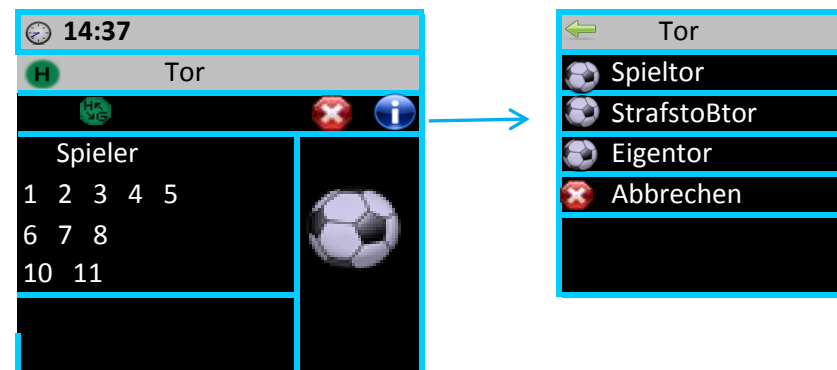 14:37
H Tor
H G
Spieler
1 2 3 4 5
6 7 8
10 11
Tor
Spieltor
StrafstoBtor
Eigentor
Abbrechen